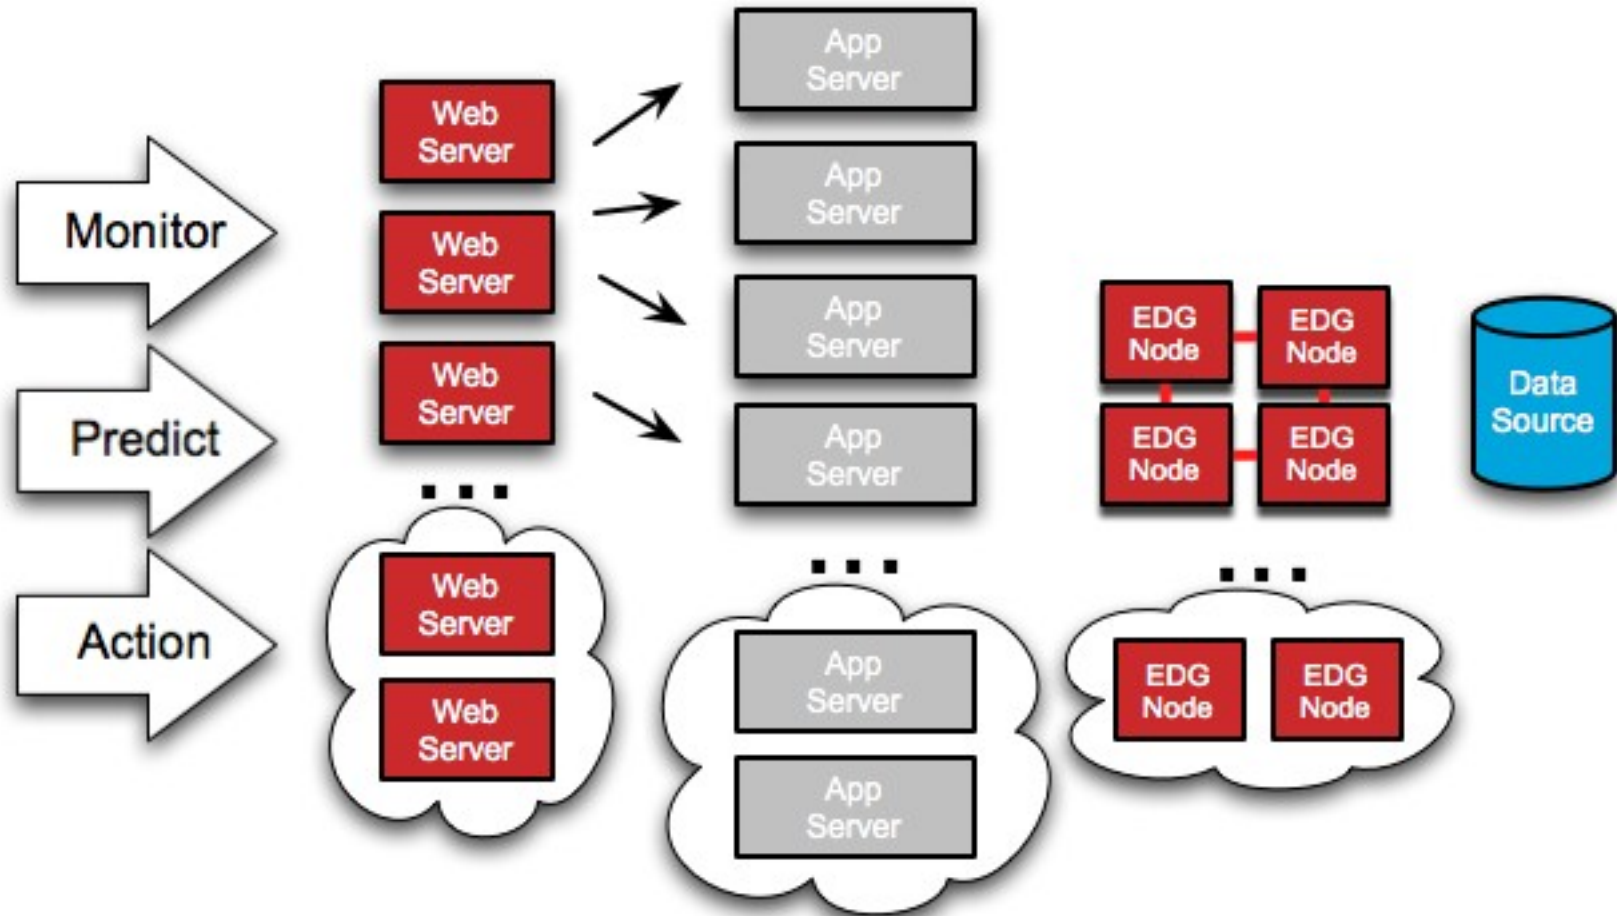 Monitor
Predict
Action
Web
Server
Web
Server
Web
Server
...
Web
Server
Web
Server
App
Server
App
Server
App
Server
App
Server
...
App
Server
App
Server
EDG
Node
EDG
Node
EDG
Node
EDG
Node
...
EDG
Node
EDG
Node
Data
Source